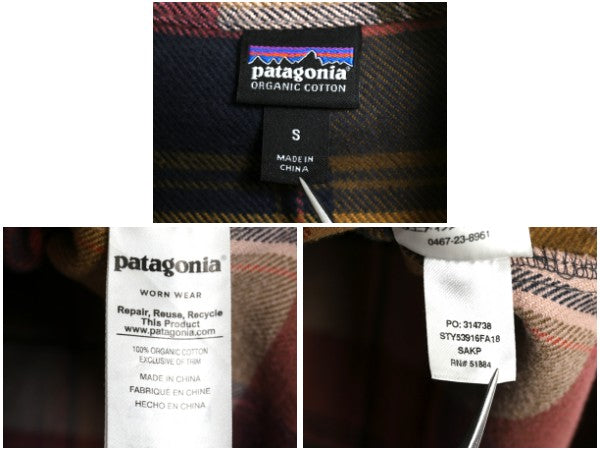 patagonia®
ORGANIC COTTON
S
MADE IN
CHINA
patagonia®
WORN WEAR
Repair, Reuse, Recycle
This Product
www.patagonia.com
100% ORGANIC COTTON
EXCLUSIVE OF TRIM
MADE IN CHINA
FABRIQUÉ EN CHINE
HECHO EN CHINA
0467-23-8961
PO: 314738
STY53916FA18
SAKP
RN# 51884